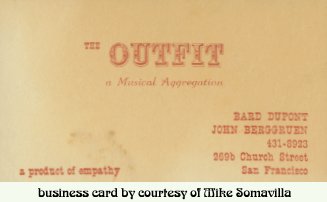 THE OUTFIT
a Musical Aggregation
BARD DUPONT
JOHN BERGGRUEN
431-8923
269b Church Street
a product of empathy San Francisco
business card by courtesy of Mike Somavilla